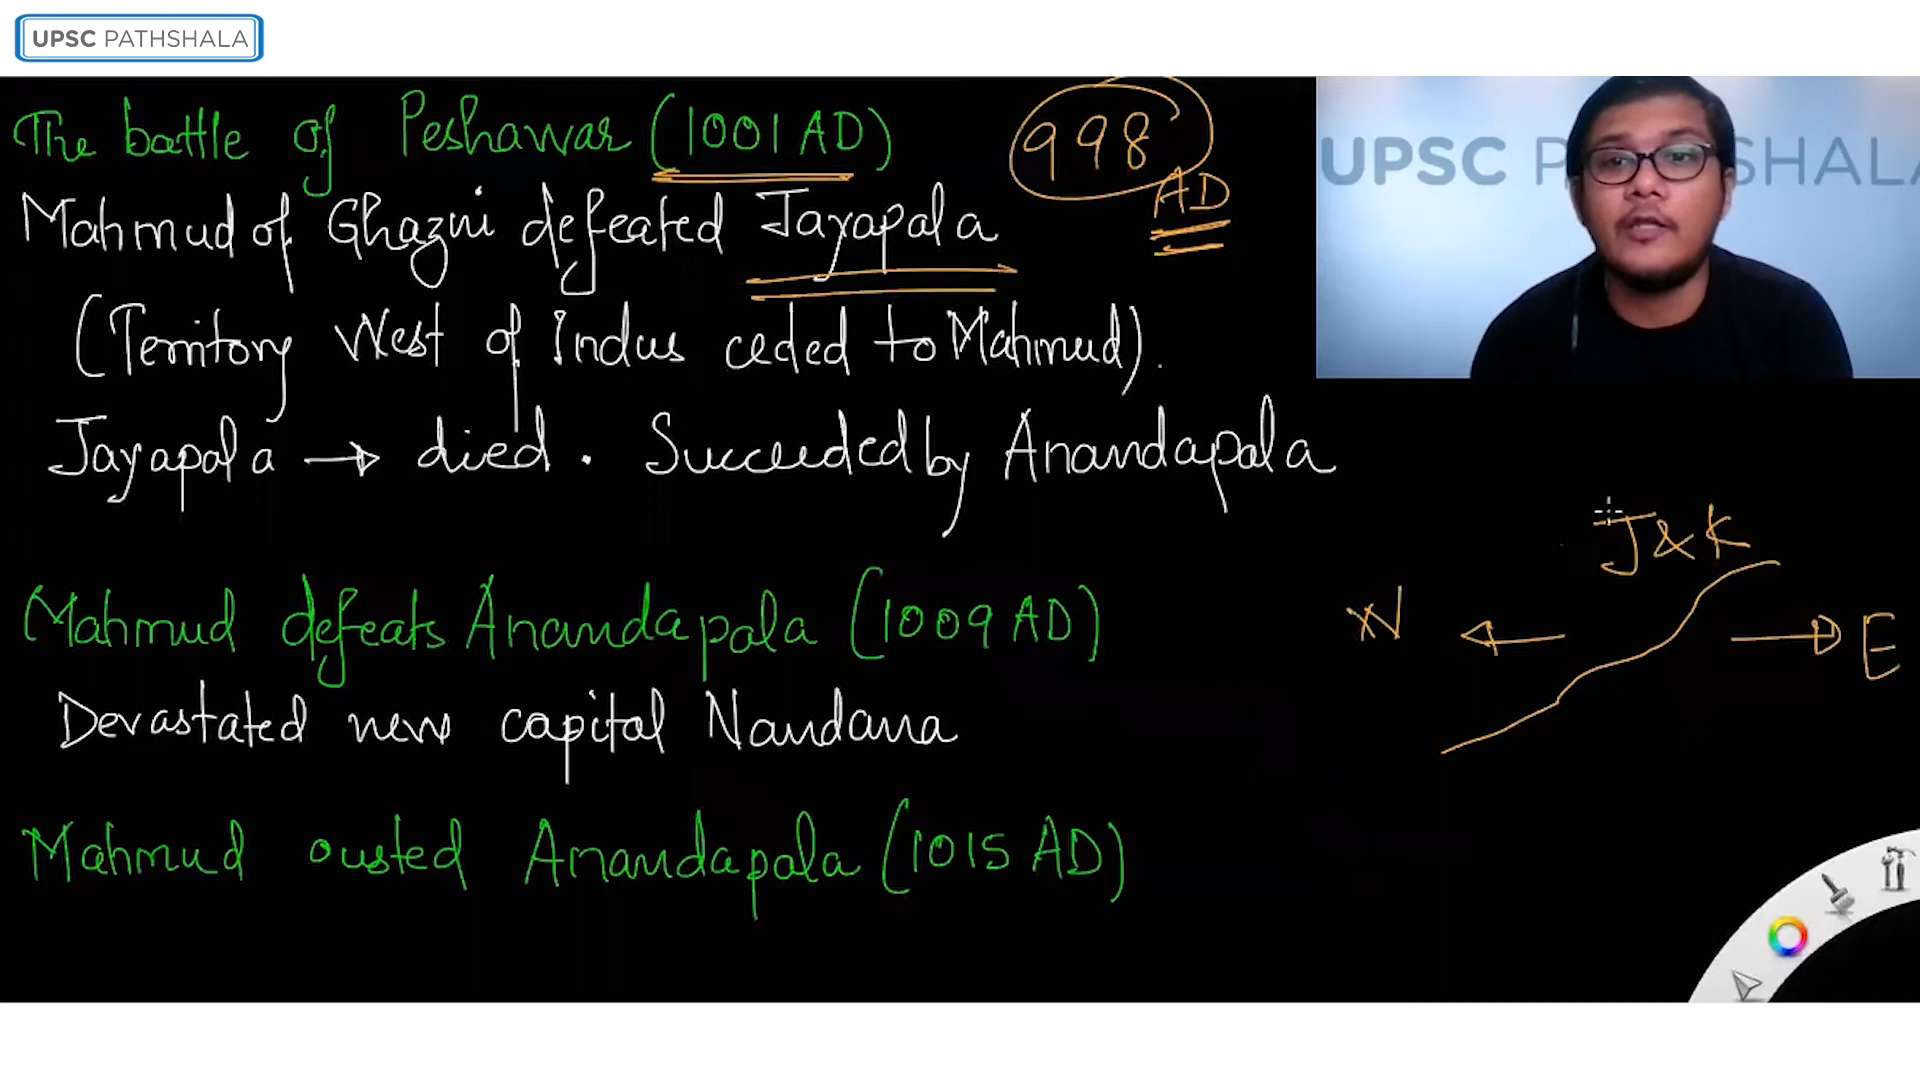 UPSC PATHSHALA
The battle of Peshawar (1001 AD)
998
AD
Mahmud of Ghazni defeated Jayapala
(Territory West of Indus ceded to Mahmud).
Jayapala → died. Succeeded by Anandapala
Mahmud defeats Anandapala (1009 AD)
Devastated new capital Nandana
Mahmud ousted Anandapala (1015 AD)
UPSC P SHALA
J&K
W
E